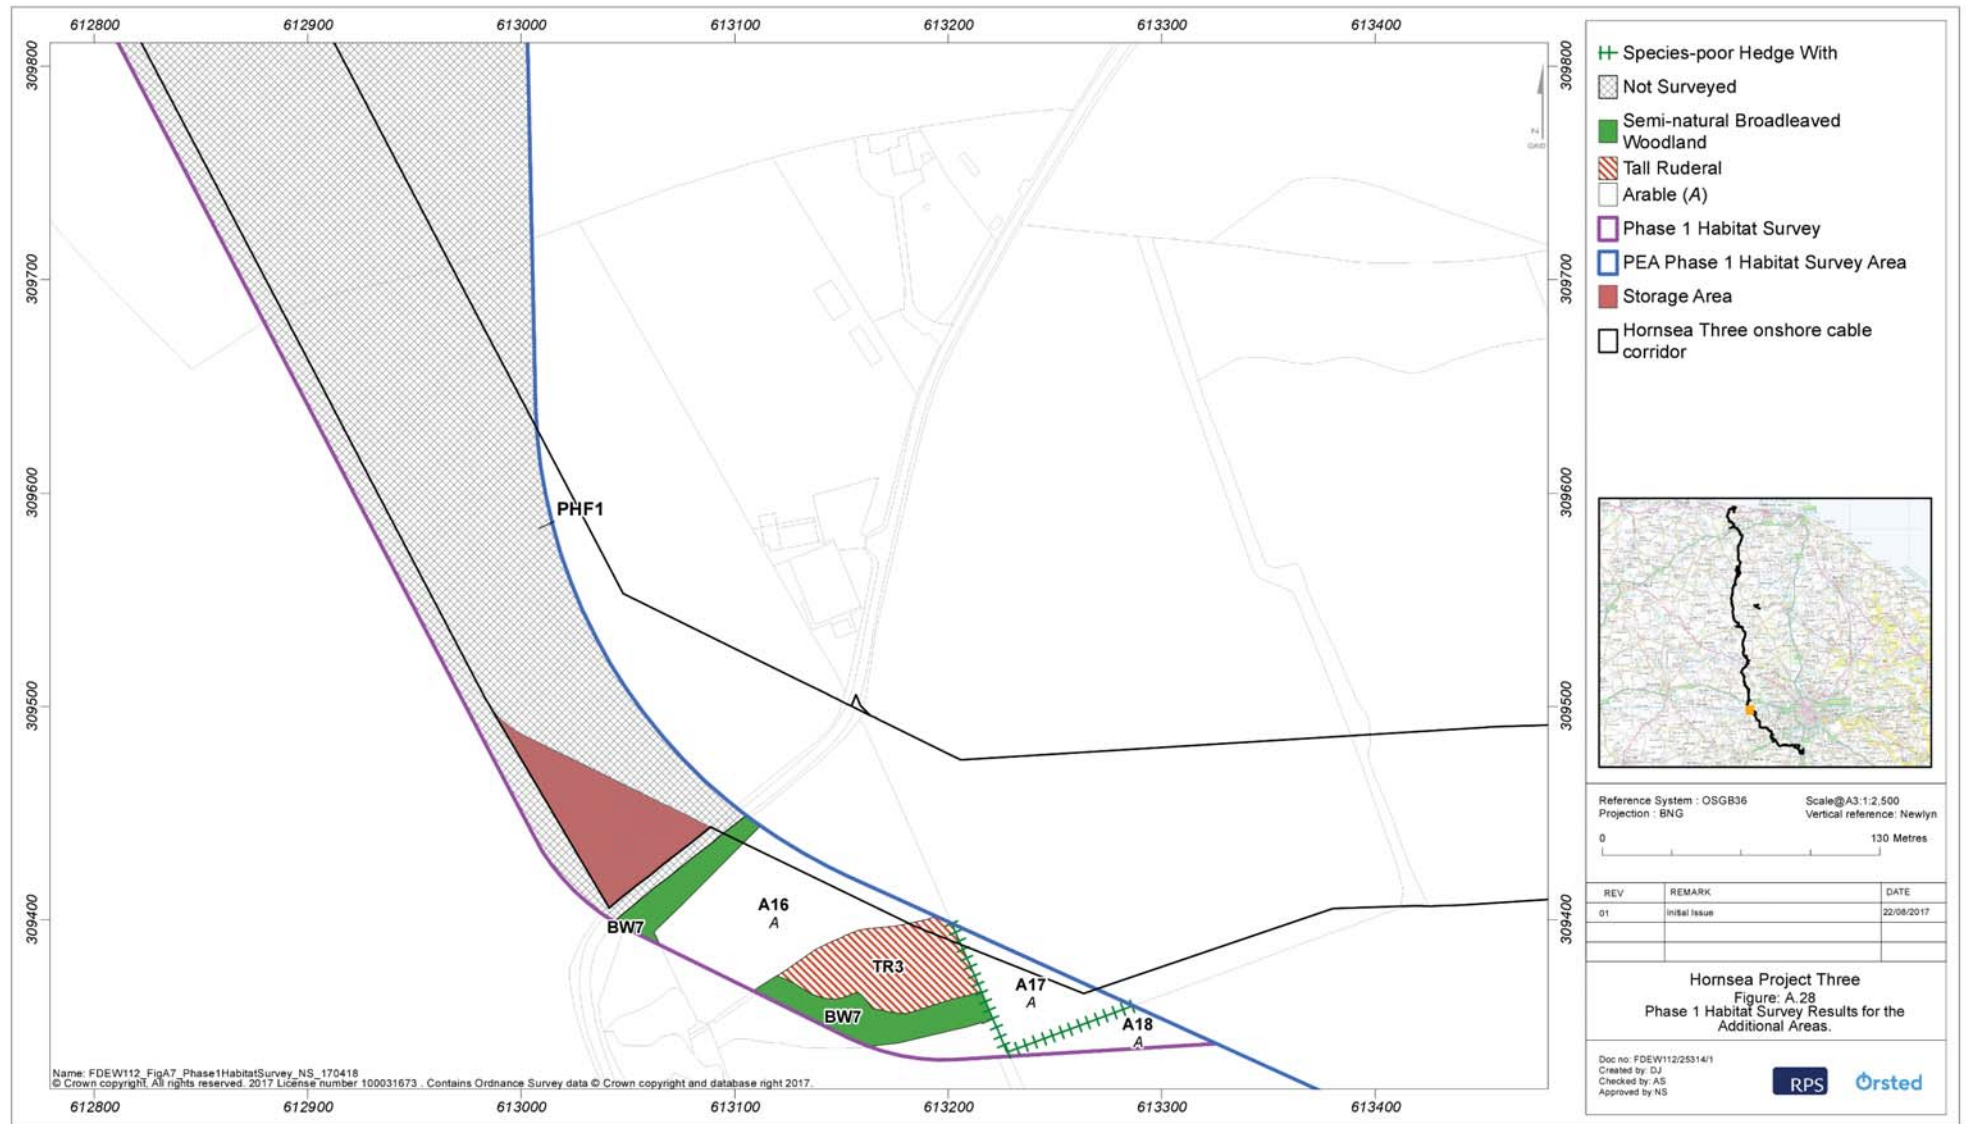 612800 612900 613000 613100 613200 613300 613400
309800 309800
309700 309700
309600 309600
309500 309500
309400 309400
PHF1
A16
A
BW7
TR3
A17
A
BW7
A18
A
N
GRID
Name: FDEW112_FigA7_Phase1HabitatSurvey_NS_170418
© Crown copyright, All rights reserved. 2017 License number 100031673 . Contains Ordnance Survey data © Crown copyright and database right 2017.
612800 612900 613000 613100 613200 613300 613400
Species-poor Hedge With
Not Surveyed
Semi-natural Broadleaved
Woodland
Tall Ruderal
Arable (A)
Phase 1 Habitat Survey
PEA Phase 1 Habitat Survey Area
Storage Area
Hornsea Three onshore cable
corridor
Reference System : OSGB36 Scale@A3:1:2,500
Projection : BNG Vertical reference: Newlyn
0 130 Metres
REV REMARK DATE
01 Initial Issue 22/08/2017
Hornsea Project Three
Figure: A.28
Phase 1 Habitat Survey Results for the
Additional Areas.
Doc no: FDEW112/25314/1
Created by: DJ
Checked by: AS
Approved by: NS
RPS Ørsted